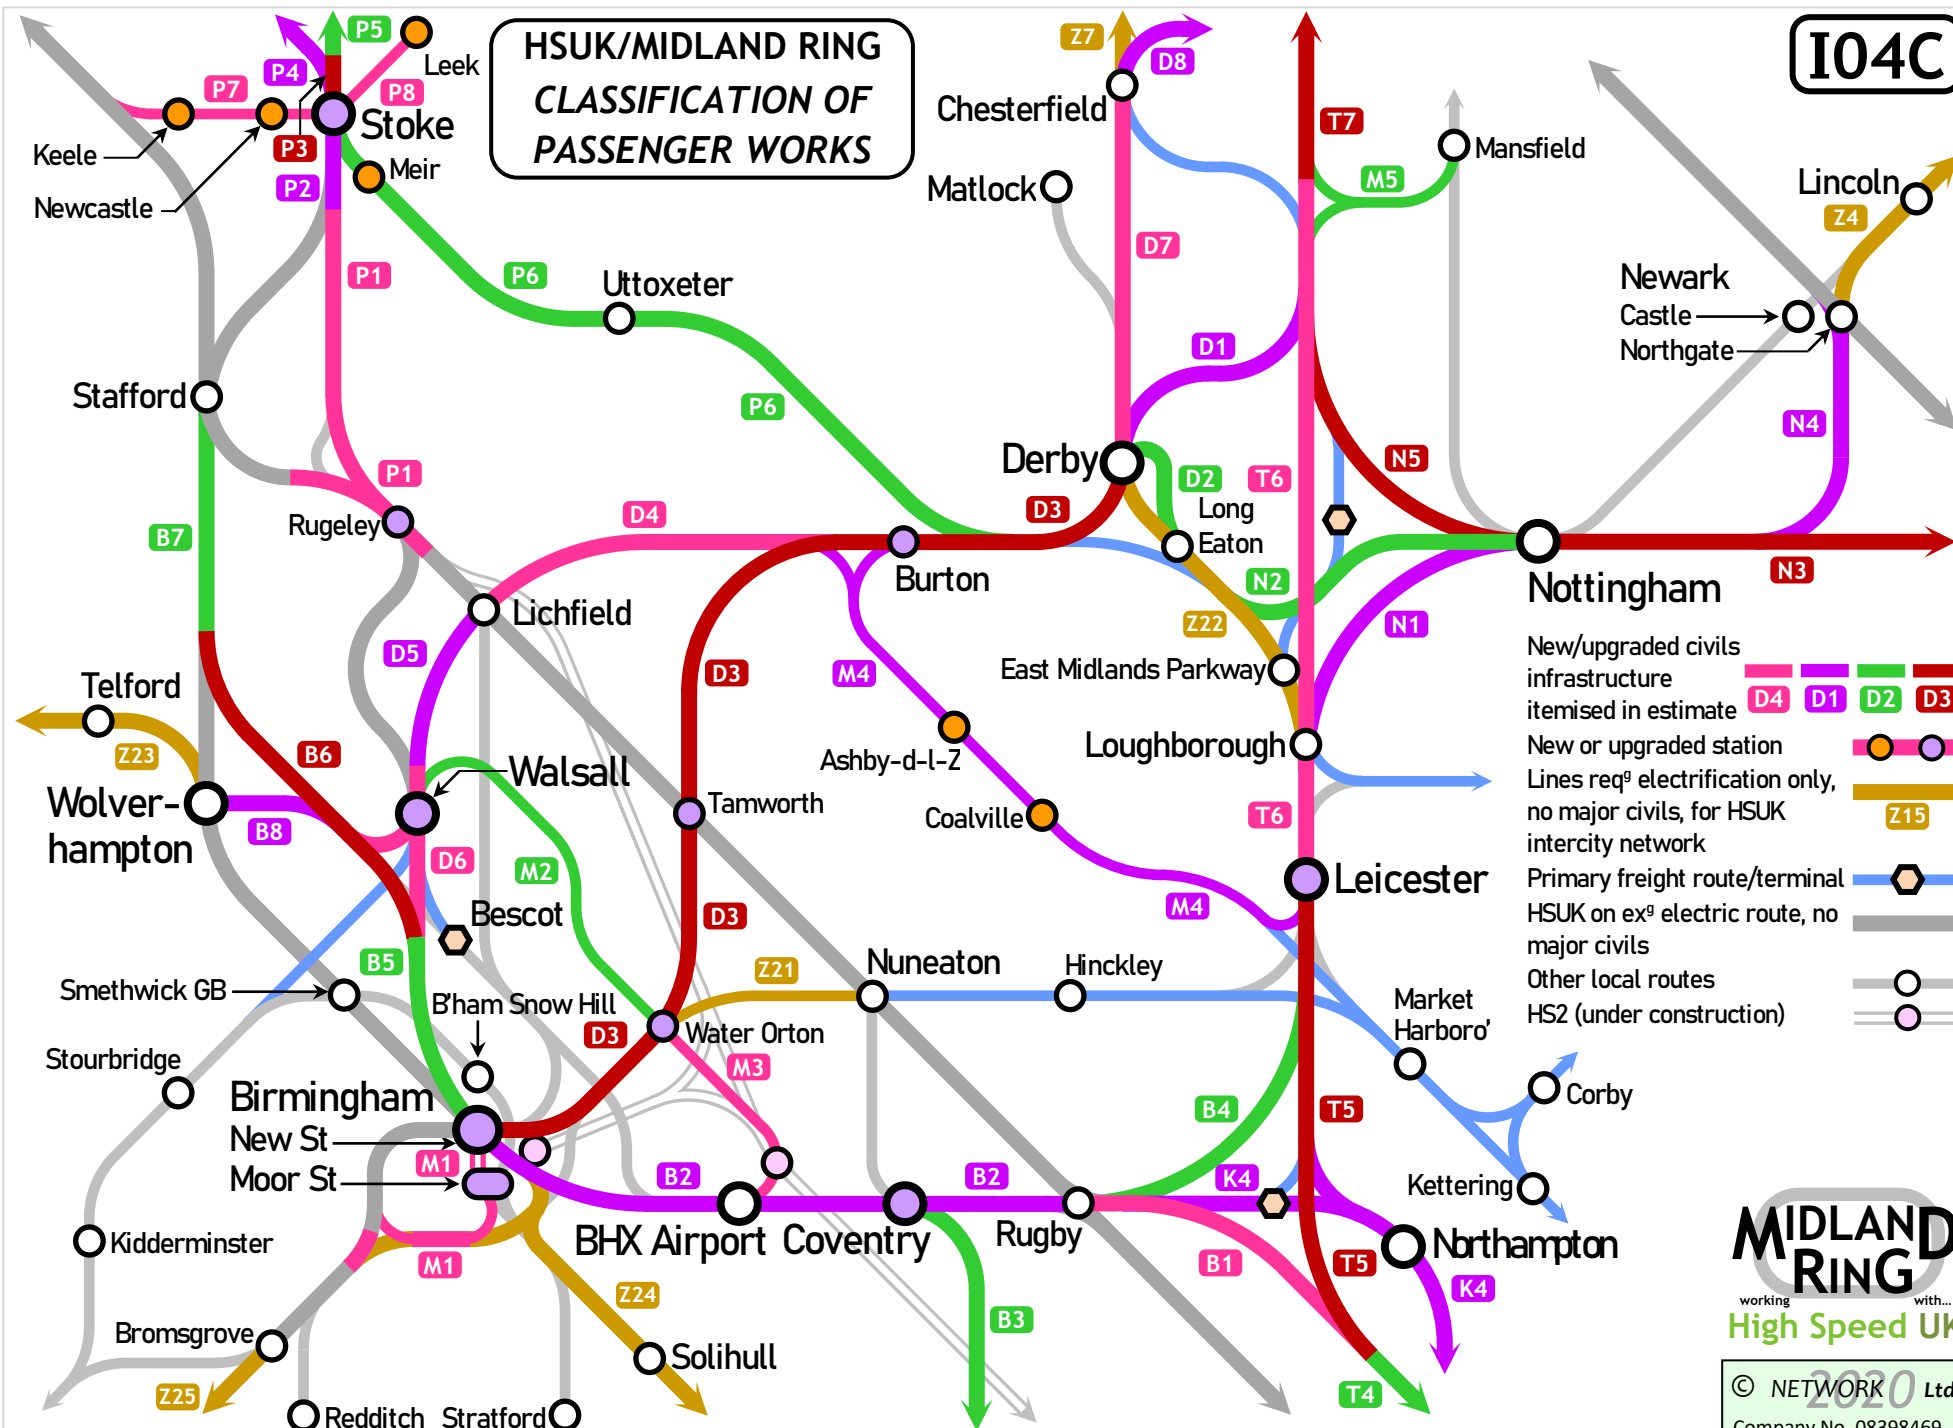 HSUK/MIDLAND RING
CLASSIFICATION OF
PASSENGER WORKS
I04C
P5
Leek
P4
P7
P8
Stoke
Keele
P3
Meir
Newcastle
P2
Z7
D8
Chesterfield
T7
Mansfield
M5
Matlock
Lincoln
Z4
D7
P1
P6
Uttoxeter
Newark
Castle
Northgate
D1
Stafford
P6
N4
Derby
N5
P1
D2
T6
Long
Eaton
Rugeley
D4
D3
B7
Burton
N2
N3
Nottingham
Lichfield
Z22
N1
D5
D3
M4
East Midlands Parkway
New/upgraded civils
infrastructure
itemised in estimate
D4
D1
D2
D3
Telford
Z23
B6
Walsall
Ashby-d-l-Z
Loughborough
New or upgraded station
Lines reqg electrification only,
no major civils, for HSUK
intercity network
Z15
Wolver-
hampton
B8
Tamworth
Coalville
T6
D6
M2
Leicester
Primary freight route/terminal
HSUK on exg electric route, no
major civils
Bescot
D3
M4
B5
Z21
Nuneaton
Hinckley
Other local routes
Smethwick GB
B'ham Snow Hill
Market
Harboro'
HS2 (under construction)
D3
Water Orton
Stourbridge
M3
Birmingham
New St
Moor St
M1
B4
T5
Corby
B2
B2
K4
Kettering
Kidderminster
BHX Airport
Coventry
Rugby
Northampton
M1
B1
T5
K4
MIDLAND
RING
working
with...
High Speed UK
Z24
B3
Bromsgrove
Solihull
Z25
T4
Redditch
Stratford
© NETWORK 2020 Ltd
Company No. 08398469